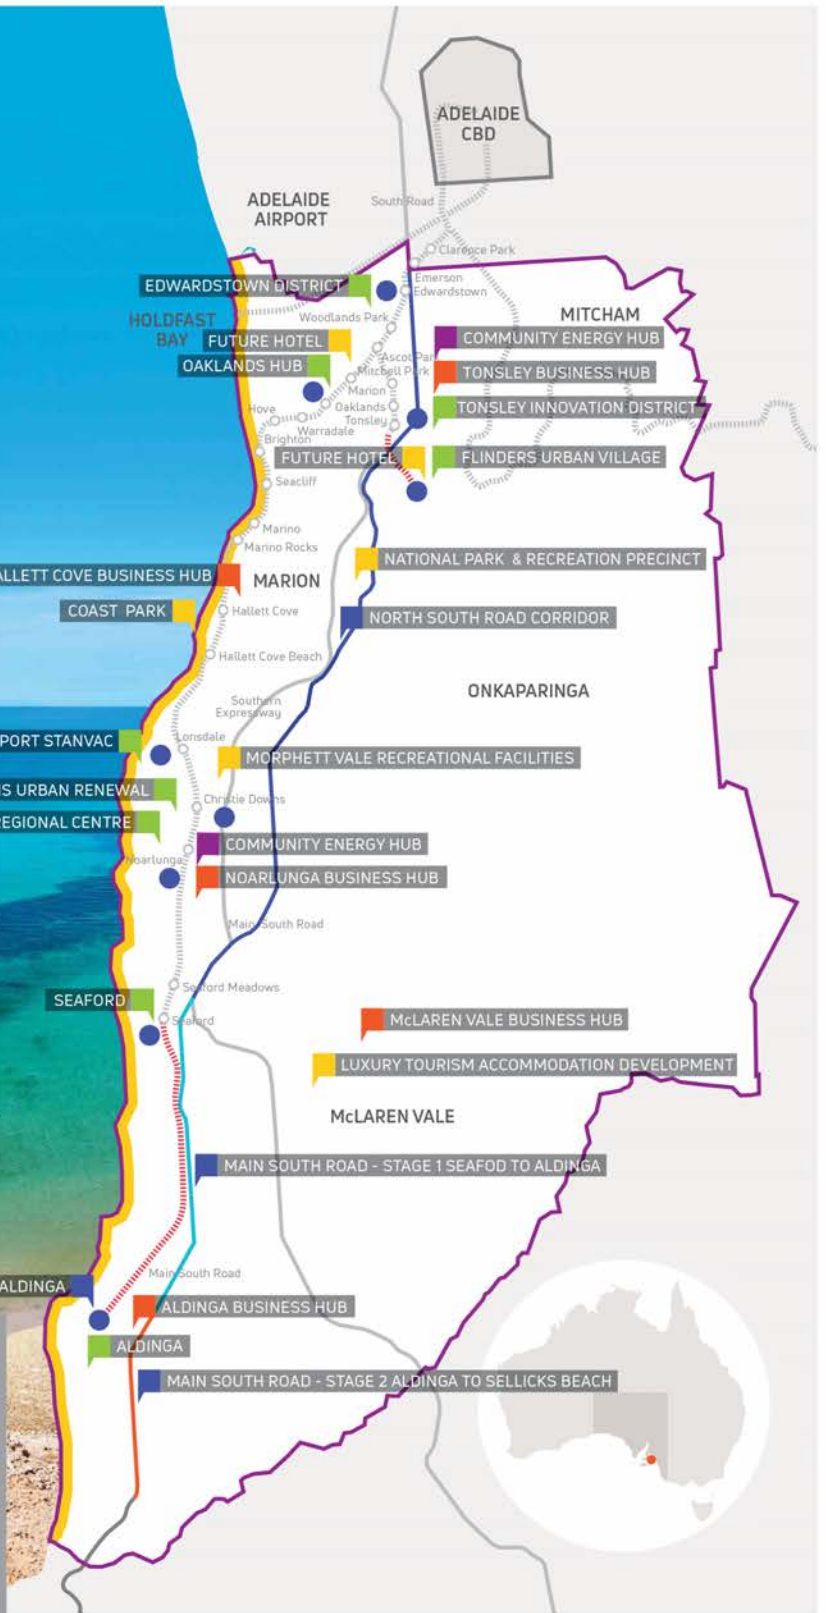 ADELAIDE
CBD
ADELAIDE
AIRPORT
South Road
Clarence Park
Emerson
EDWARDSTOWN DISTRICT
Edwardstown
HOLDFAST
BAY
Woodlands Park
MITCHAM
FUTURE HOTEL
COMMUNITY ENERGY HUB
Ascot Par
OAKLANDS HUB
Mitchell Park
TONSLEY BUSINESS HUB
Marion
Hove
Oaklands
TONSLEY INNOVATION DISTRICT
Tonsley
Warradale
Brighton
FUTURE HOTEL
FLINDERS URBAN VILLAGE
Seacliff
Marino
Marino Rocks
NATIONAL PARK & RECREATION PRECINCT
ALLETT COVE BUSINESS HUB
MARION
COAST PARK
Hallett Cove
NORTH SOUTH ROAD CORRIDOR
Hallett Cove Beach
ONKAPARINGA
Southern
Expressway
PORT STANVAC
Lonsdale
MORPHETT VALE RECREATIONAL FACILITIES
S URBAN RENEWAL
Christie Downs
REGIONAL CENTRE
COMMUNITY ENERGY HUB
Noarlunga
NOARLUNGA BUSINESS HUB
Main South Road
Seaford Meadows
SEAFORD
Seaford
McLAREN VALE BUSINESS HUB
LUXURY TOURISM ACCOMMODATION DEVELOPMENT
McLAREN VALE
MAIN SOUTH ROAD - STAGE 1 SEAFOD TO ALDINGA
Main South Road
ALDINGA
ALDINGA BUSINESS HUB
ALDINGA
MAIN SOUTH ROAD - STAGE 2 ALDINGA TO SELLICKS BEACH